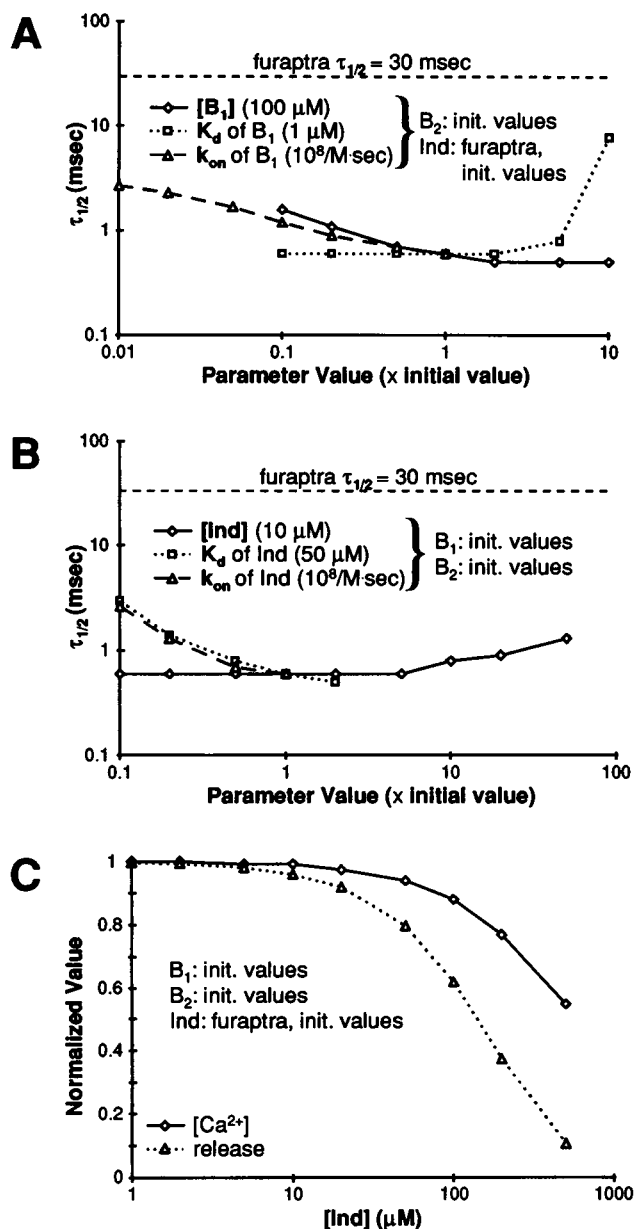 A
furaptra τ1/2 = 30 msec
[B1] (100 μM)
Kd of B1 (1 μM)
kon of B1 (10⁸/M·sec)
B2: init. values
Ind: furaptra,
init. values
τ1/2 (msec)
100
10
1
0.1
0.01
0.1
1
10
Parameter Value (x initial value)
B
furaptra τ1/2 = 30 msec
[Ind] (10 μM)
Kd of Ind (50 μM)
kon of Ind (10⁸/M·sec)
B1: init. values
B2: init. values
τ1/2 (msec)
100
10
1
0.1
0.1
1
10
100
Parameter Value (x initial value)
C
Normalized Value
1
0.8
0.6
0.4
0.2
0
B1: init. values
B2: init. values
Ind: furaptra, init. values
[Ca²⁺]
release
1
10
100
1000
[Ind] (μM)